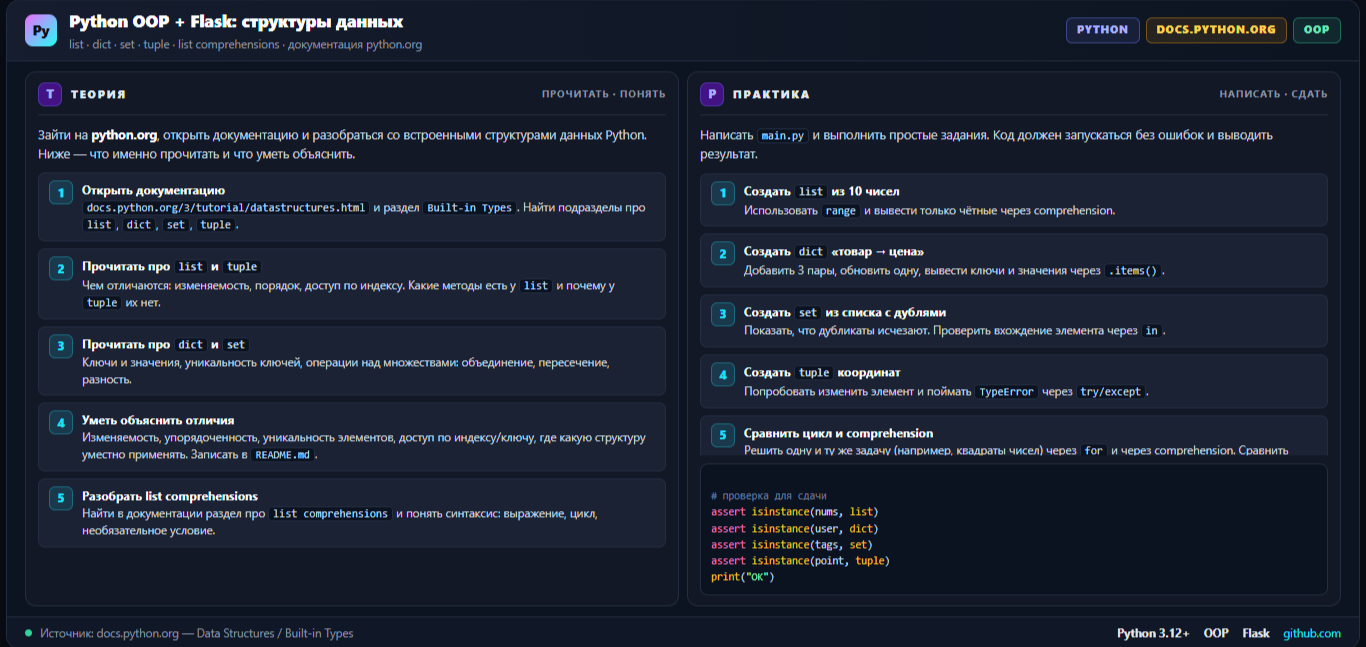 Py
Python OOP + Flask: структуры данных
list · dict · set · tuple · list comprehensions · документация python.org
PYTHON
DOCS.PYTHON.ORG
OOP
T
ТЕОРИЯ
ПРОЧИТАТЬ · ПОНЯТЬ
Зайти на python.org, открыть документацию и разобраться со встроенными структурами данных Python.
Ниже — что именно прочитать и что уметь объяснить.
1
Открыть документацию
docs.python.org/3/tutorial/datastructures.html и раздел Built-in Types. Найти подразделы про
list, dict, set, tuple.
2
Прочитать про list и tuple
Чем отличаются: изменяемость, порядок, доступ по индексу. Какие методы есть у list и почему у
tuple их нет.
3
Прочитать про dict и set
Ключи и значения, уникальность ключей, операции над множествами: объединение, пересечение,
разность.
4
Уметь объяснить отличия
Изменяемость, упорядоченность, уникальность элементов, доступ по индексу/ключу, где какую структуру
уместно применять. Записать в README.md.
5
Разобрать list comprehensions
Найти в документации раздел про list comprehensions и понять синтаксис: выражение, цикл,
необязательное условие.
P
ПРАКТИКА
НАПИСАТЬ · СДАТЬ
Написать main.py и выполнить простые задания. Код должен запускаться без ошибок и выводить
результат.
1
Создать list из 10 чисел
Использовать range и вывести только чётные через comprehension.
2
Создать dict «товар → цена»
Добавить 3 пары, обновить одну, вывести ключи и значения через .items().
3
Создать set из списка с дублями
Показать, что дубликаты исчезают. Проверить вхождение элемента через in.
4
Создать tuple координат
Попробовать изменить элемент и поймать TypeError через try/except.
5
Сравнить цикл и comprehension
Решить одну и ту же задачу (например, квадраты чисел) через for и через comprehension. Сравнить
# проверка для сдачи
assert isinstance(nums, list)
assert isinstance(user, dict)
assert isinstance(tags, set)
assert isinstance(point, tuple)
print("OK")
Источник: docs.python.org — Data Structures / Built-in Types
Python 3.12+ OOP Flask github.com